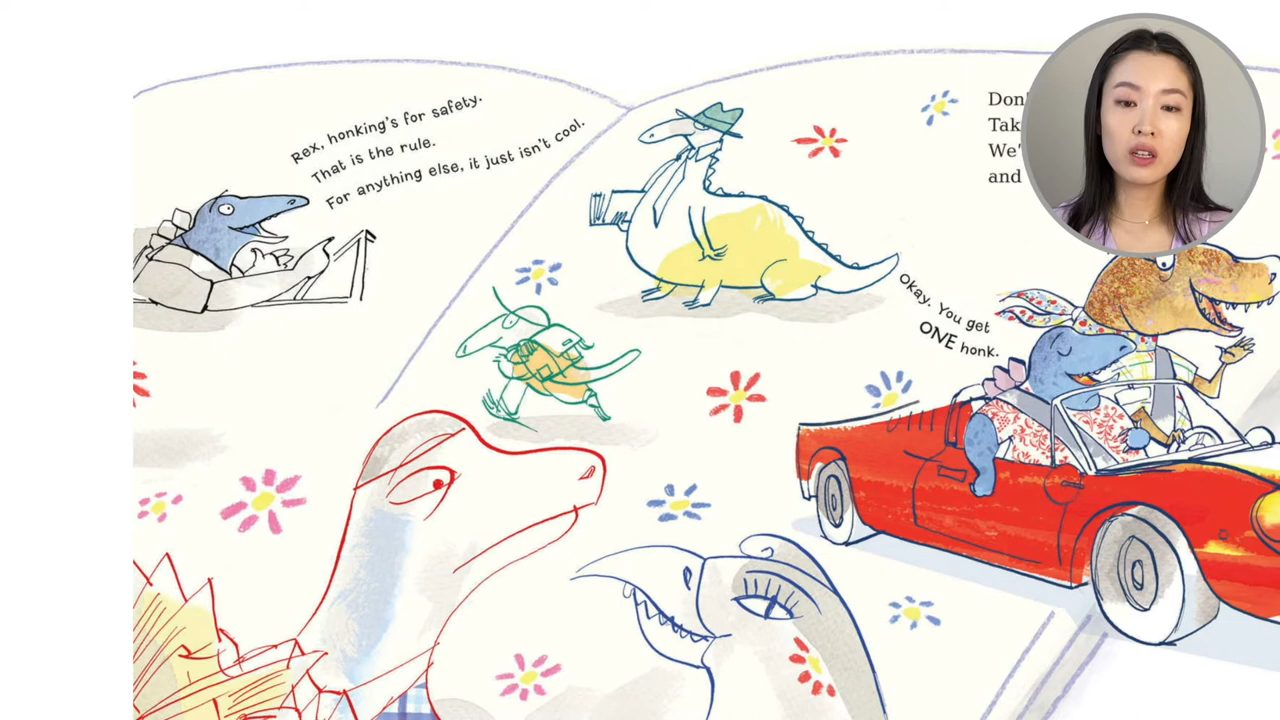 Rex, honking's for safety.
That is the rule.
For anything else, it just isn't cool.
and
Okay. You get
ONE honk.